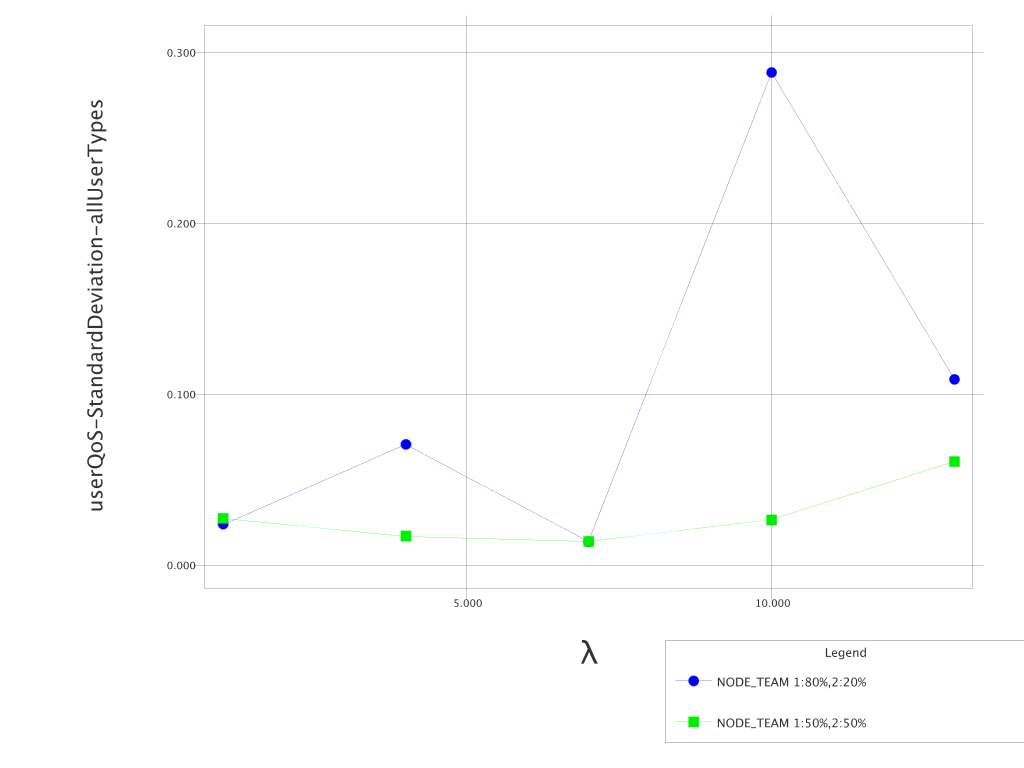 userQoS-StandardDeviation-allUserTypes
0.300
0.200
0.100
0.000
5.000
10.000
λ
Legend
NODE_TEAM 1:80%,2:20%
NODE_TEAM 1:50%,2:50%